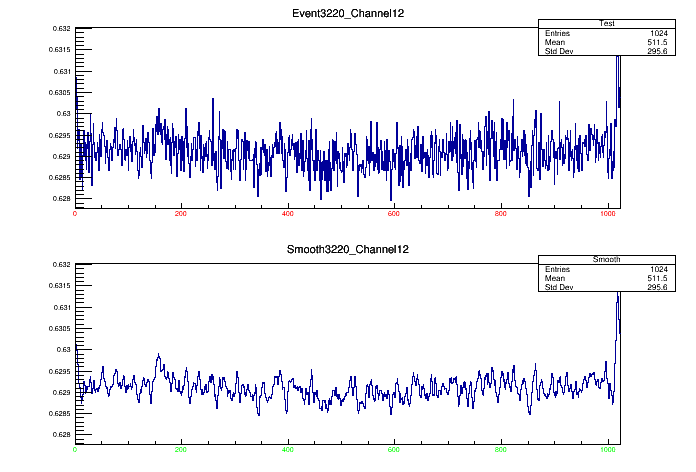 Event3220_Channel12
Test
Entries 1024
Mean 511.5
Std Dev 295.6
0.632
0.6315
0.631
0.6305
0.63
0.6295
0.629
0.6285
0.628
0 200 400 600 800 1000
Smooth3220_Channel12
Smooth
Entries 1024
Mean 511.5
Std Dev 295.6
0.632
0.6315
0.631
0.6305
0.63
0.6295
0.629
0.6285
0.628
0 200 400 600 800 1000